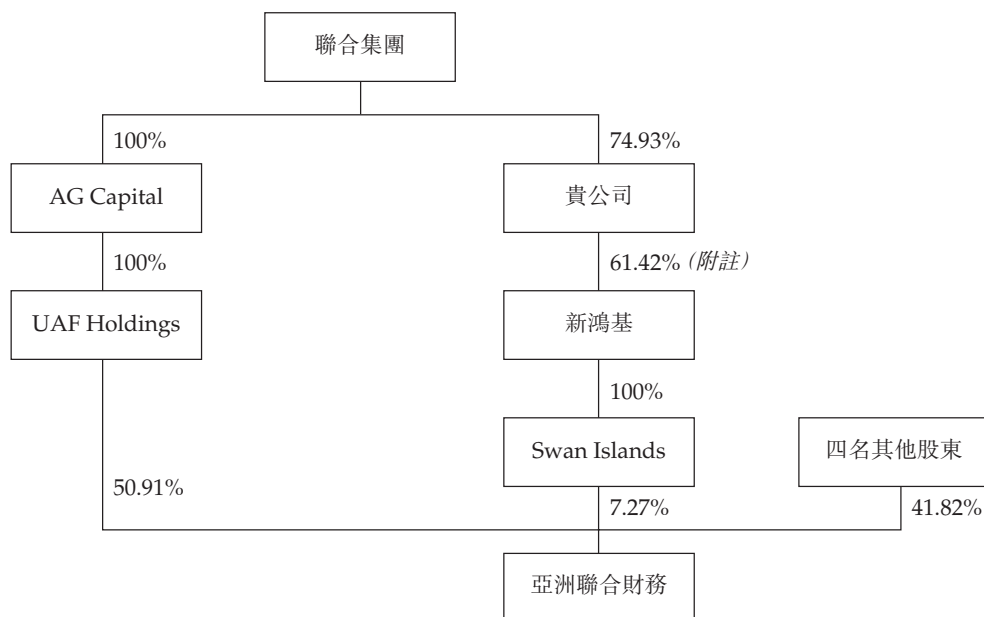 聯合集團
100%
74.93%
AG Capital
貴公司
100%
61.42% (附註)
UAF Holdings
新鴻基
100%
Swan Islands
四名其他股東
50.91%
7.27%
41.82%
亞洲聯合財務